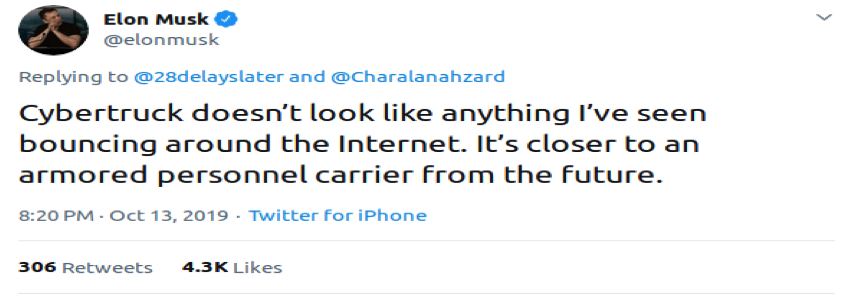 Elon Musk
@elonmusk
Replying to @28delayslater and @Charalanahzard
Cybertruck doesn’t look like anything I’ve seen
bouncing around the Internet. It’s closer to an
armored personnel carrier from the future.
8:20 PM · Oct 13, 2019 · Twitter for iPhone
306 Retweets 4.3K Likes